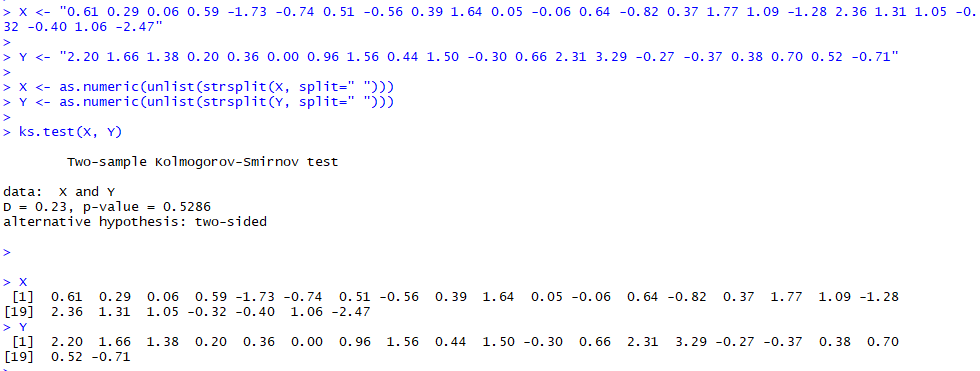 > X <- "0.61 0.29 0.06 0.59 -1.73 -0.74 0.51 -0.56 0.39 1.64 0.05 -0.06 0.64 -0.82 0.37 1.77 1.09 -1.28 2.36 1.31 1.05 -0.
32 -0.40 1.06 -2.47"
>
> Y <- "2.20 1.66 1.38 0.20 0.36 0.00 0.96 1.56 0.44 1.50 -0.30 0.66 2.31 3.29 -0.27 -0.37 0.38 0.70 0.52 -0.71"
>
> X <- as.numeric(unlist(strsplit(X, split=" ")))
> Y <- as.numeric(unlist(strsplit(Y, split=" ")))
>
> ks.test(X, Y)
Two-sample Kolmogorov-Smirnov test
data:  X and Y
D = 0.23, p-value = 0.5286
alternative hypothesis: two-sided
>
> X
[1]  0.61  0.29  0.06  0.59 -1.73 -0.74  0.51 -0.56  0.39  1.64  0.05 -0.06  0.64 -0.82  0.37  1.77  1.09 -1.28
[19]  2.36  1.31  1.05 -0.32 -0.40  1.06 -2.47
> Y
[1]  2.20  1.66  1.38  0.20  0.36  0.00  0.96  1.56  0.44  1.50 -0.30  0.66  2.31  3.29 -0.27 -0.37  0.38  0.70
[19]  0.52 -0.71
>